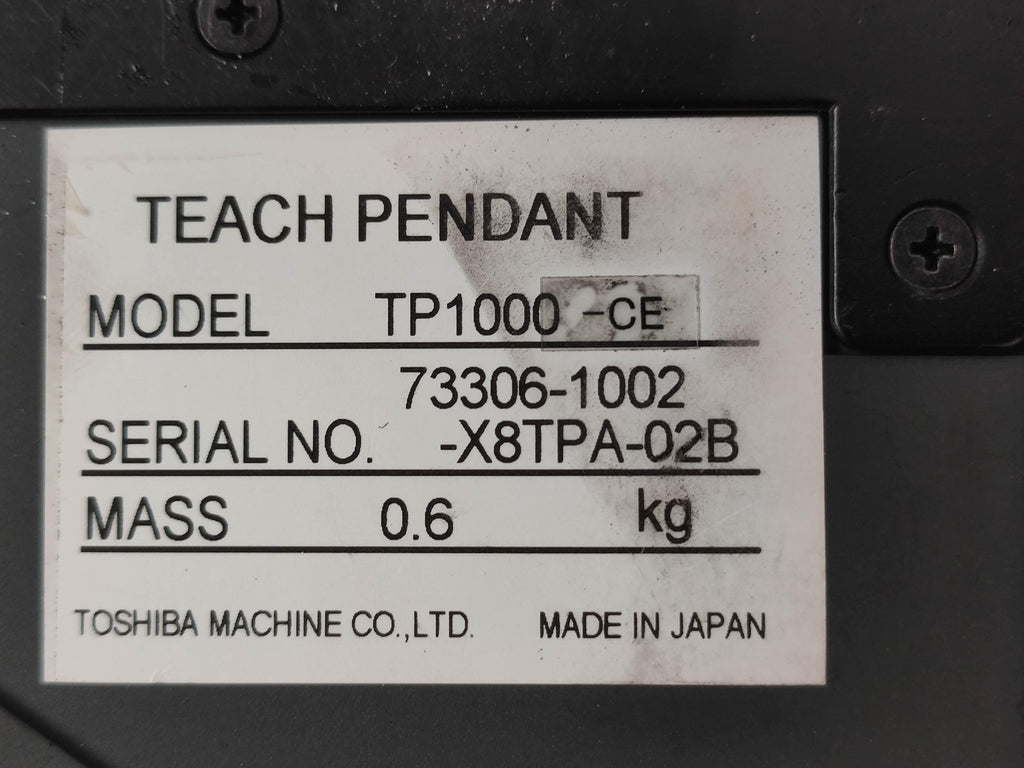 TEACH PENDANT
MODEL TP1000 -CE
73306-1002
SERIAL NO. -X8TPA-02B
MASS 0.6 kg
TOSHIBA MACHINE CO.,LTD. MADE IN JAPAN